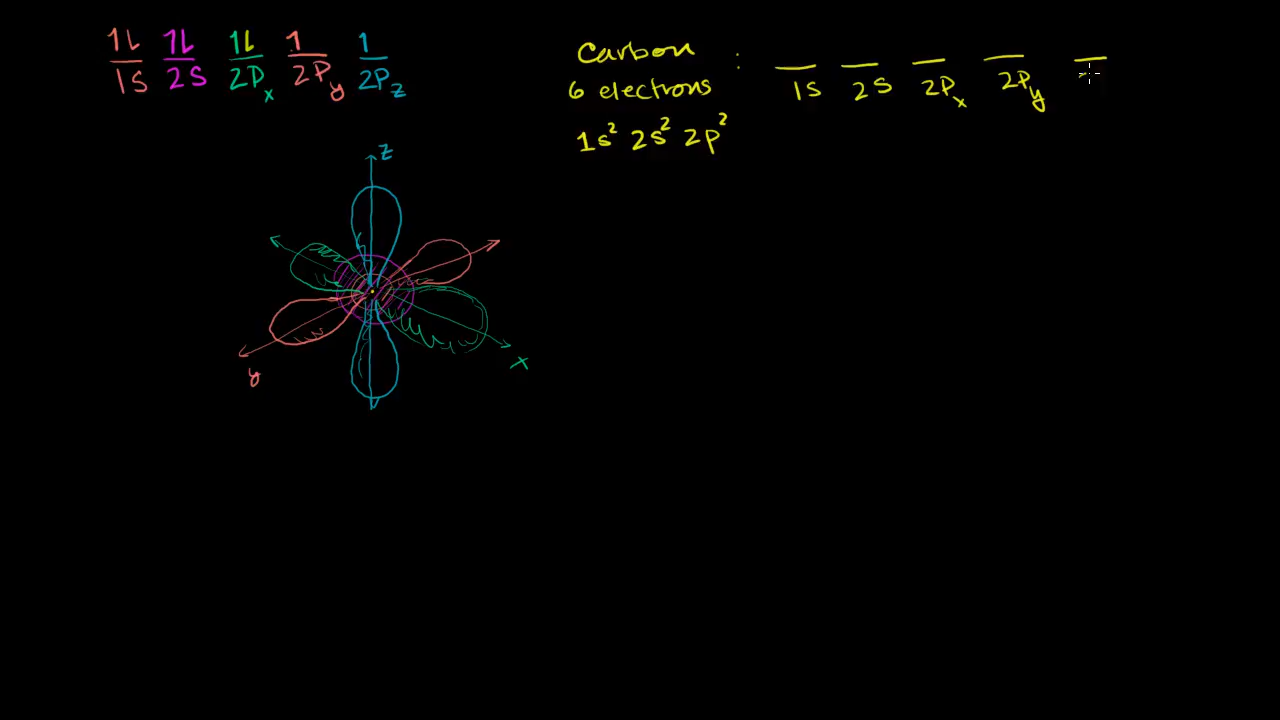 1L 1L 1L 1 1
1S 2S 2Px 2Py 2Pz
Carbon :
6 electrons
1s² 2s² 2p²
1S 2S 2Px 2Py
z
y
x